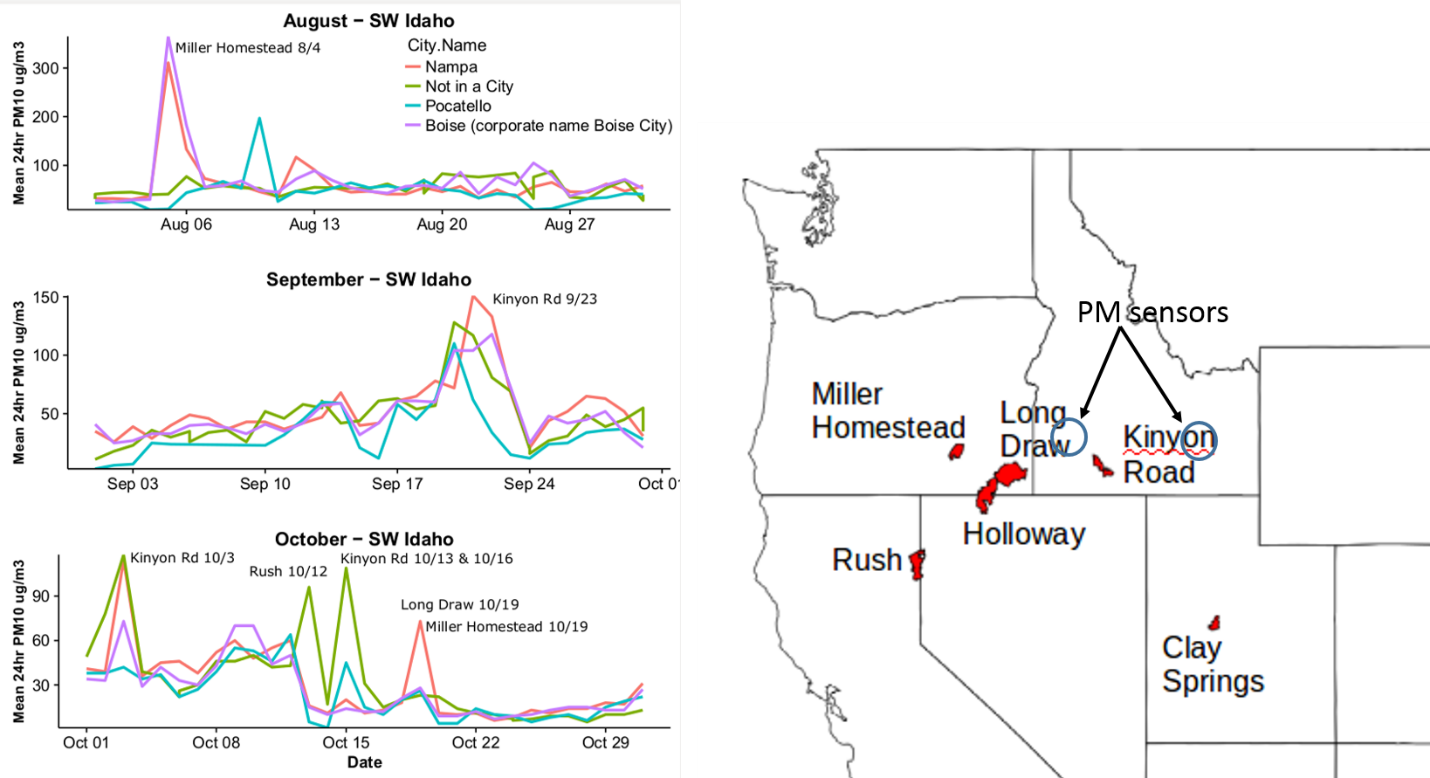 August − SW Idaho
Mean 24hr PM10 ug/m3
300
200
100
Miller Homestead 8/4
City.Name
Nampa
Not in a City
Pocatello
Boise (corporate name Boise City)
Aug 06
Aug 13
Aug 20
Aug 27
September − SW Idaho
Mean 24hr PM10 ug/m3
150
100
50
Kinyon Rd 9/23
Sep 03
Sep 10
Sep 17
Sep 24
Oct 01
October − SW Idaho
Mean 24hr PM10 ug/m3
90
60
30
Kinyon Rd 10/3
Rush 10/12
Kinyon Rd 10/13 & 10/16
Long Draw 10/19
Miller Homestead 10/19
Oct 01
Oct 08
Oct 15
Oct 22
Oct 29
Date
PM sensors
Miller
Homestead
Long
Draw
Kinyon
Road
Holloway
Rush
Clay
Springs